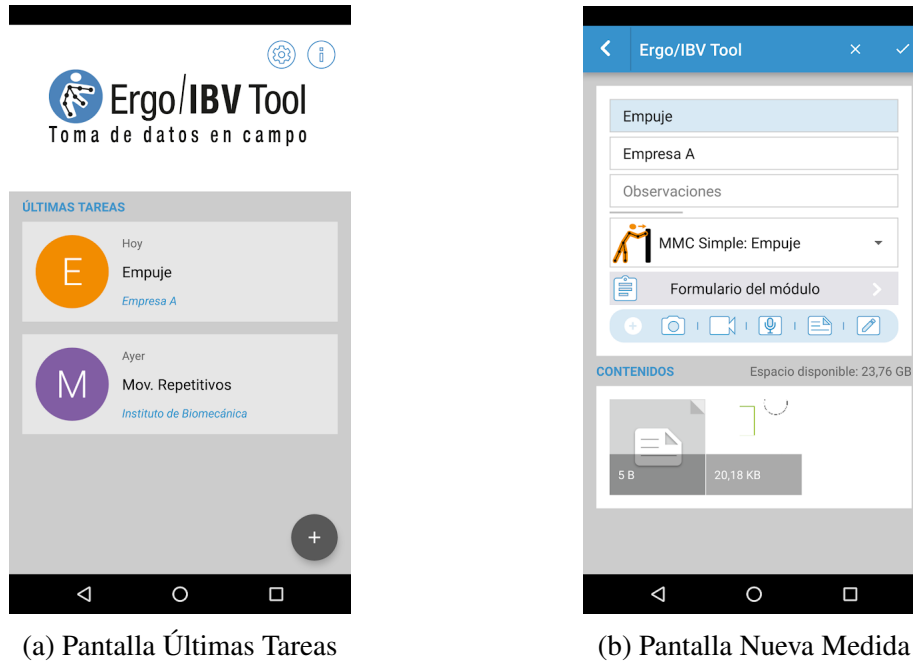 Ergo/IBV Tool
Toma de datos en campo
ÚLTIMAS TAREAS
E
Hoy
Empuje
Empresa A
M
Ayer
Mov. Repetitivos
Instituto de Biomecánica
(a) Pantalla Últimas Tareas
Ergo/IBV Tool
Empuje
Empresa A
Observaciones
MMC Simple: Empuje
Formulario del módulo
CONTENIDOS Espacio disponible: 23,76 GB
5 B 20,18 KB
(b) Pantalla Nueva Medida